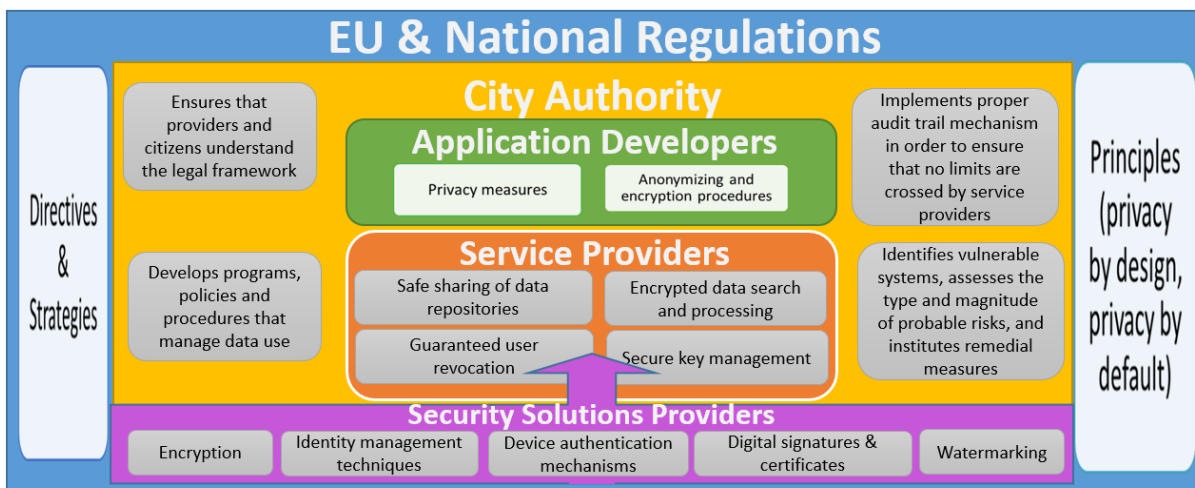 EU & National Regulations
Directives
&
Strategies
City Authority
Ensures that
providers and
citizens understand
the legal framework
Develops programs,
policies and
procedures that
manage data use
Application Developers
Privacy measures
Anonymizing and
encryption procedures
Service Providers
Safe sharing of data
repositories
Encrypted data search
and processing
Guaranteed user
revocation
Secure key management
Implements proper
audit trail mechanism
in order to ensure
that no limits are
crossed by service
providers
Identifies vulnerable
systems, assesses the
type and magnitude
of probable risks, and
institutes remedial
measures
Principles
(privacy
by design,
privacy by
default)
Security Solutions Providers
Encryption
Identity management
techniques
Device authentication
mechanisms
Digital signatures &
certificates
Watermarking